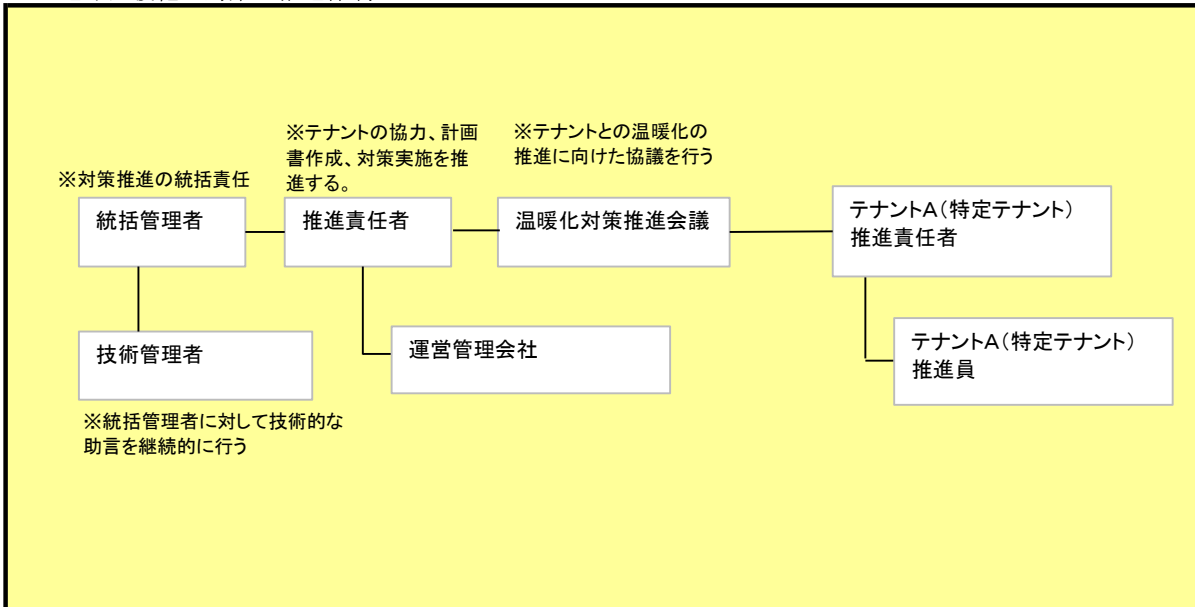 ※対策推進の統括責任
統括管理者
※テナントの協力、計画
書作成、対策実施を推
進する。
推進責任者
※テナントとの温暖化の
推進に向けた協議を行う
温暖化対策推進会議
テナントA(特定テナント)
推進責任者
技術管理者
※統括管理者に対して技術的な
助言を継続的に行う
運営管理会社
テナントA(特定テナント)
推進員